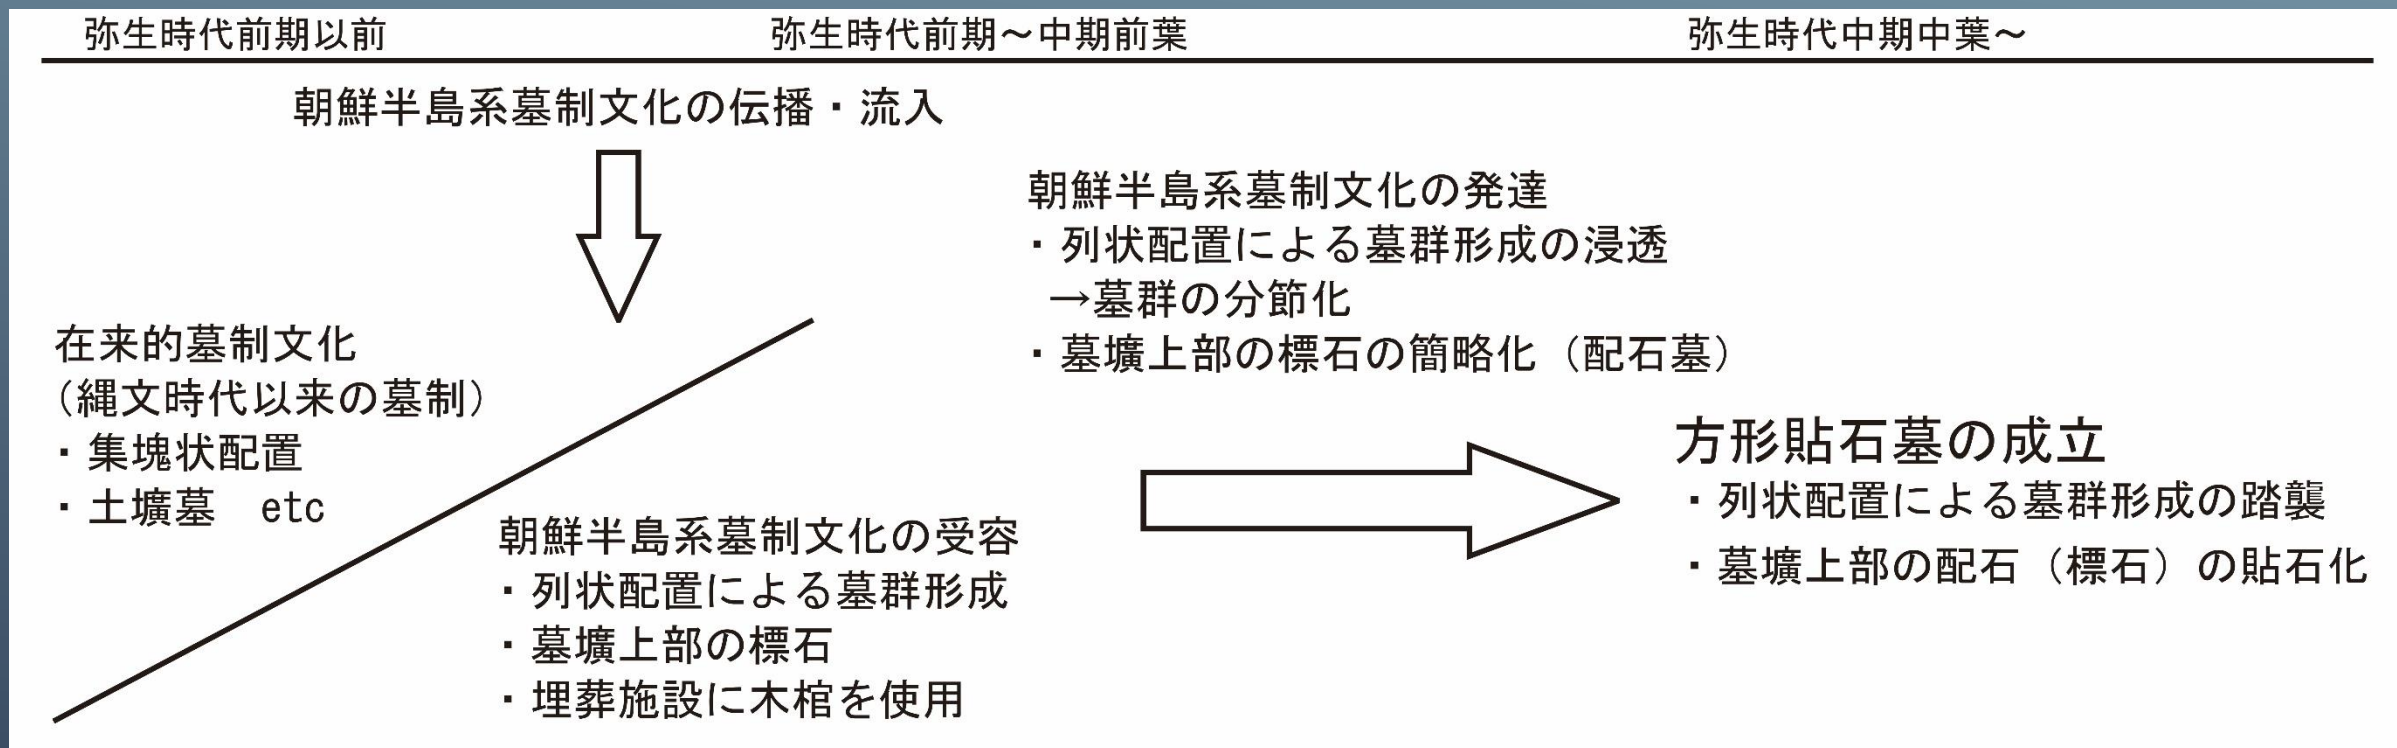 弥生時代前期以前
弥生時代前期～中期前葉
弥生時代中期中葉～
朝鮮半島系墓制文化の伝播・流入
在来的墓制文化
（縄文時代以来の墓制）
・集塊状配置
・土壙墓　etc
朝鮮半島系墓制文化の受容
・列状配置による墓群形成
・墓壙上部の標石
・埋葬施設に木棺を使用
朝鮮半島系墓制文化の発達
・列状配置による墓群形成の浸透
→墓群の分節化
・墓壙上部の標石の簡略化（配石墓）
方形貼石墓の成立
・列状配置による墓群形成の踏襲
・墓壙上部の配石（標石）の貼石化